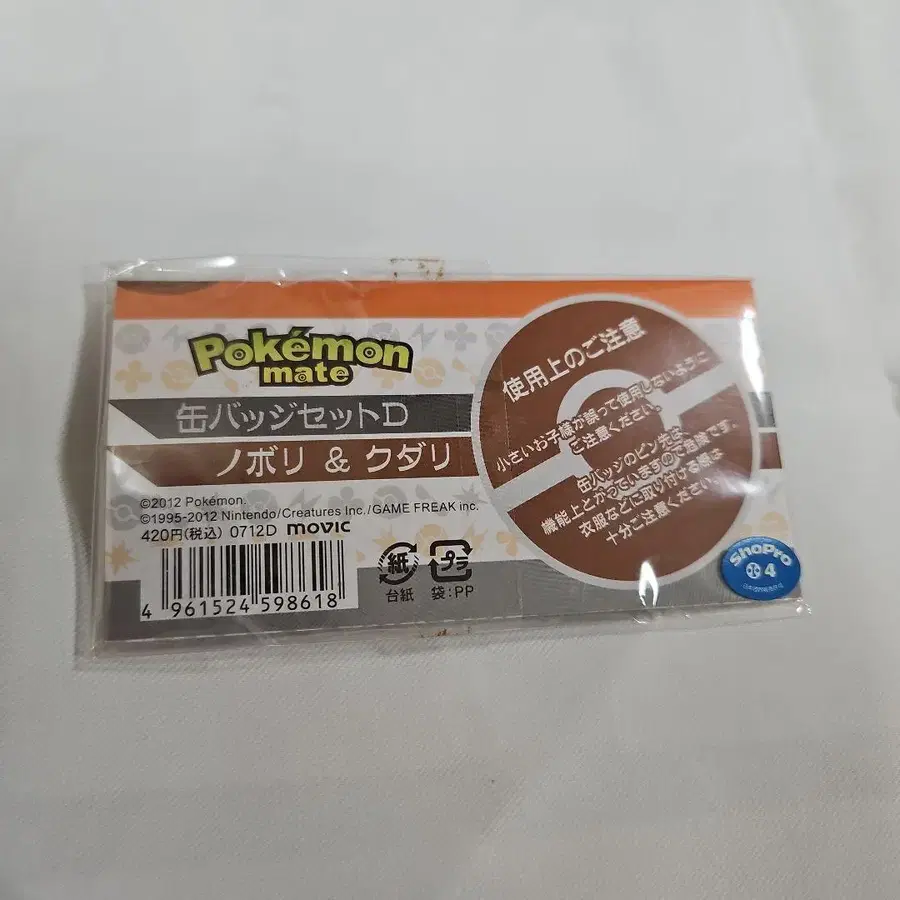 Pokémon
mate
缶バッジセットD
ノボリ & クダリ
©2012 Pokémon.
©1995-2012 Nintendo/Creatures Inc./GAME FREAK inc.
420円(税込) 0712D movic
4 961524 598618
紙
台紙
プラ
袋:PP
使用上のご注意
小さいお子様が誤って使用しないように
ご注意ください。
缶バッジのピン先は、
機能上とがっていますので危険です。
衣服などに取り付ける際は
十分ご注意ください。
ShoPro
4